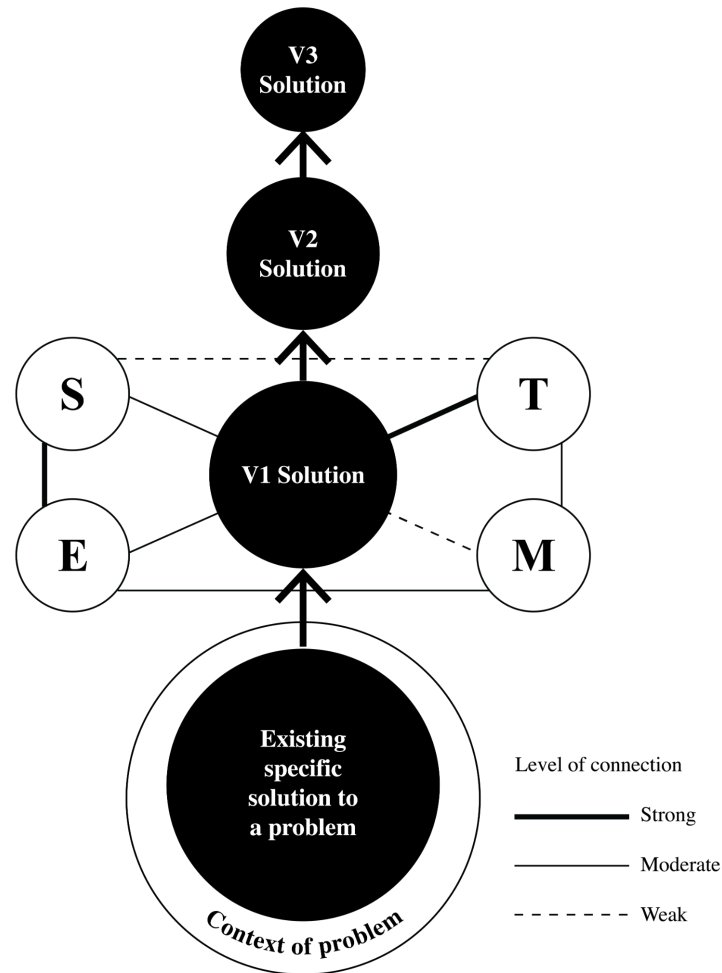 V3
Solution
V2
Solution
S
T
V1 Solution
E
M
Existing
specific
solution to
a problem
Context of problem
Level of connection
Strong
Moderate
Weak